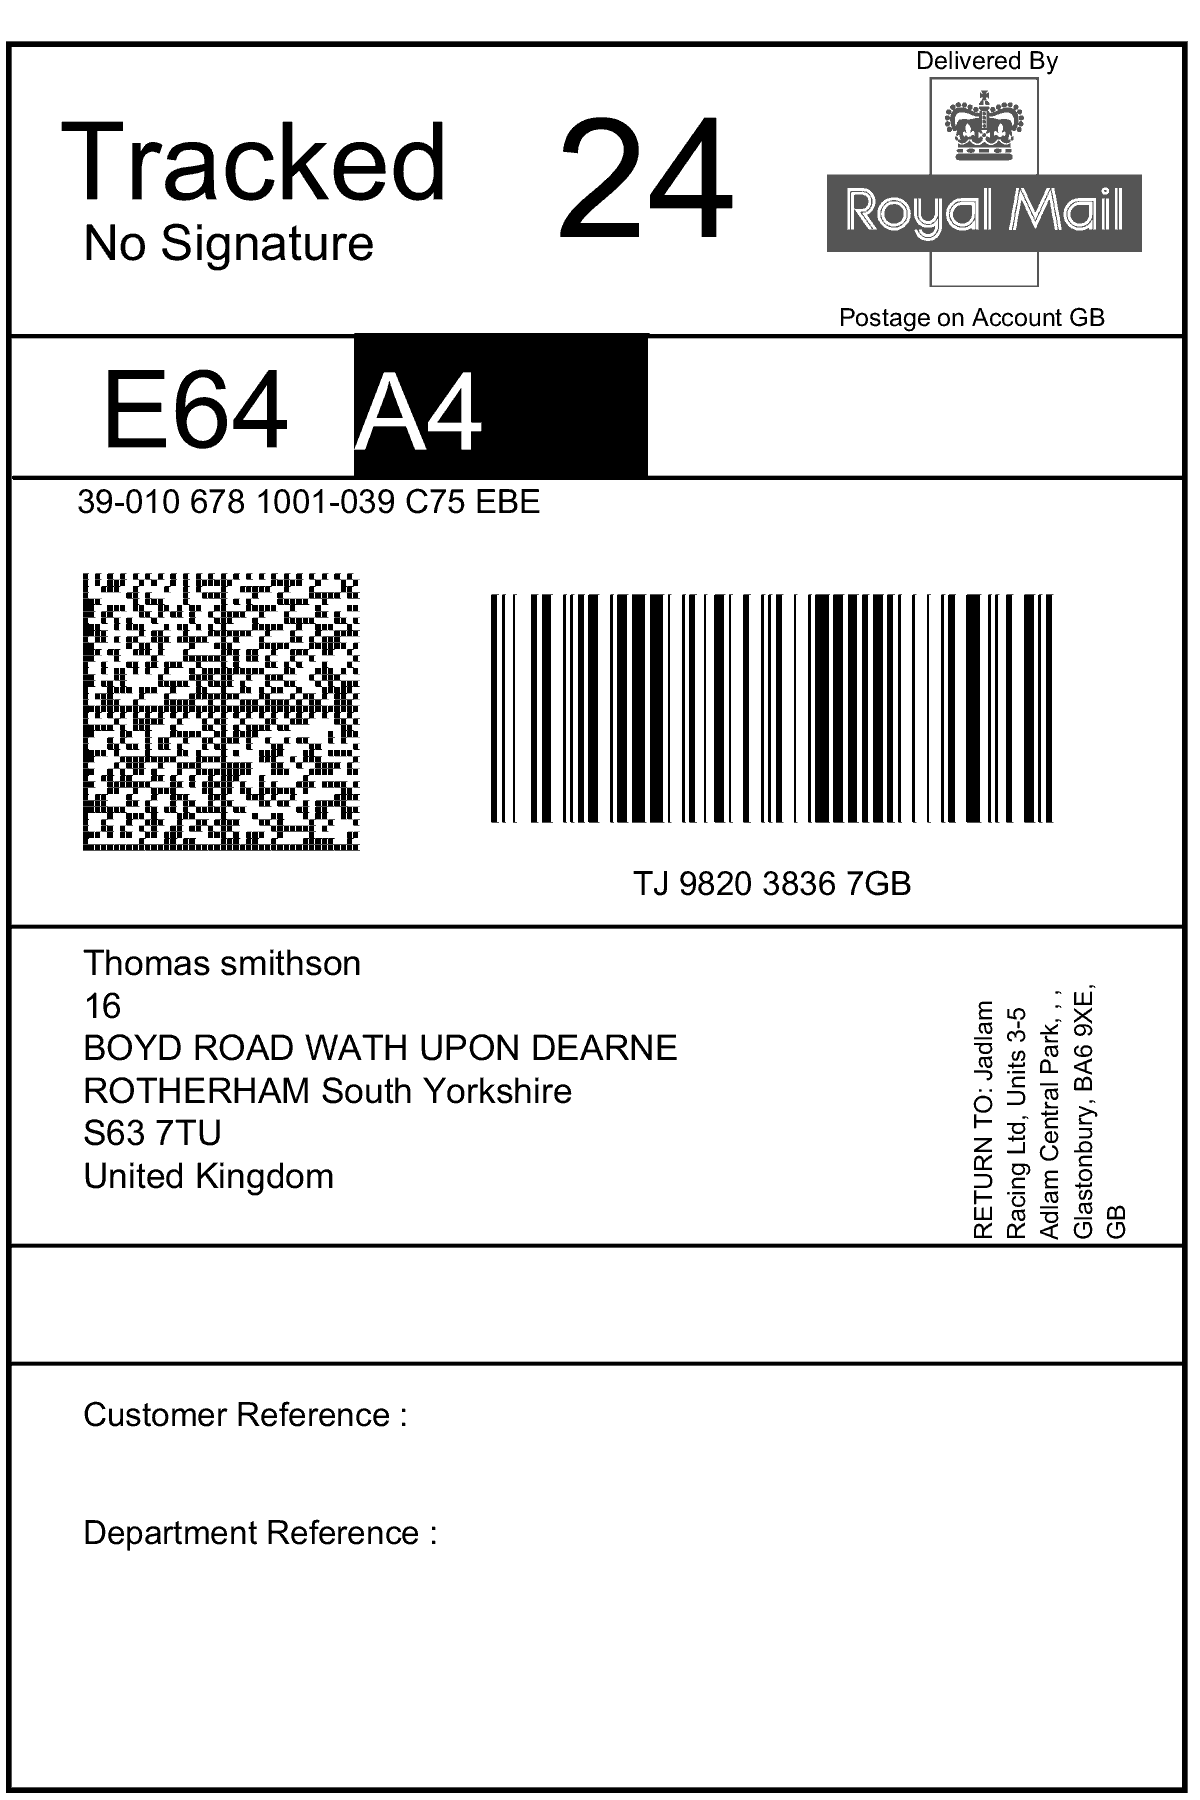 Delivered By
Tracked 24
No Signature
Royal Mail
Postage on Account GB
E64 A4
39-010 678 1001-039 C75 EBE
TJ 9820 3836 7GB
Thomas smithson
16
BOYD ROAD WATH UPON DEARNE
ROTHERHAM South Yorkshire
S63 7TU
United Kingdom
RETURN TO: Jadlam
Racing Ltd, Units 3-5
Adlam Central Park, , ,
Glastonbury, BA6 9XE,
GB
Customer Reference :
Department Reference :